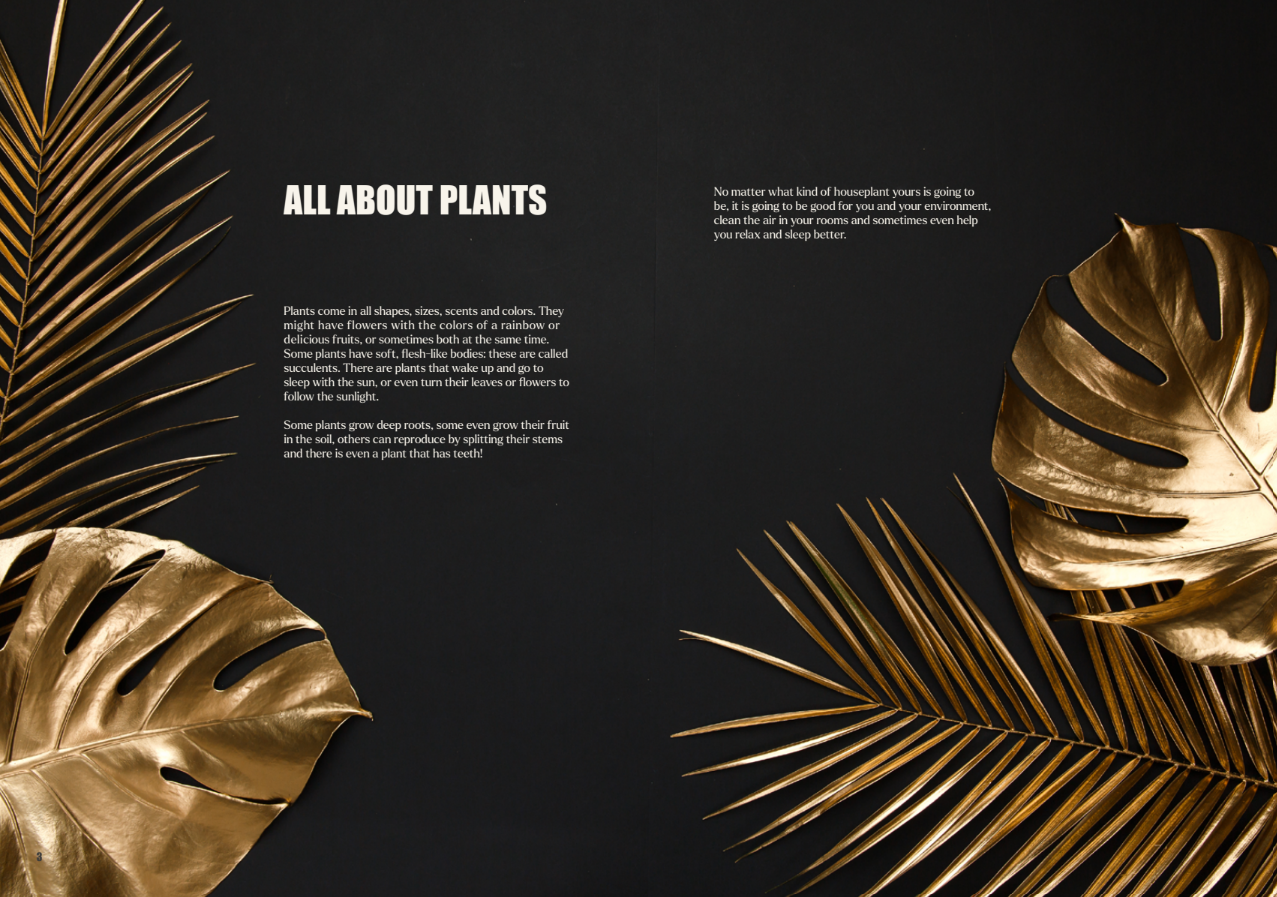 ALL ABOUT PLANTS
Plants come in all shapes, sizes, scents and colors. They
might have flowers with the colors of a rainbow or
delicious fruits, or sometimes both at the same time.
Some plants have soft, flesh-like bodies: these are called
succulents. There are plants that wake up and go to
sleep with the sun, or even turn their leaves or flowers to
follow the sunlight.
Some plants grow deep roots, some even grow their fruit
in the soil, others can reproduce by splitting their stems
and there is even a plant that has teeth!
No matter what kind of houseplant yours is going to
be, it is going to be good for you and your environment,
clean the air in your rooms and sometimes even help
you relax and sleep better.
3